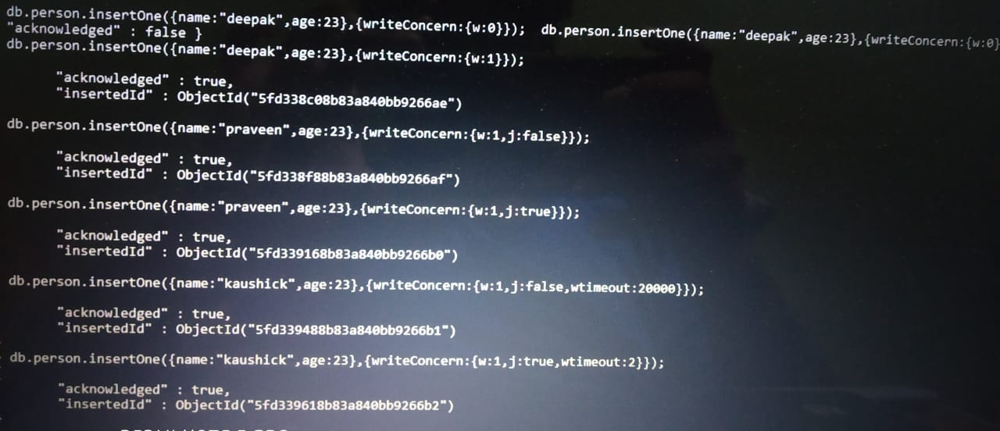 db.person.insertOne({name:"deepak",age:23},{writeConcern:{w:0}});  db.person.insertOne({name:"deepak",age:23},{writeConcern:{w:0}
"acknowledged" : false }
db.person.insertOne({name:"deepak",age:23},{writeConcern:{w:1}});
"acknowledged" : true,
"insertedId" : ObjectId("5fd338c08b83a840bb9266ae")
db.person.insertOne({name:"praveen",age:23},{writeConcern:{w:1,j:false}});
"acknowledged" : true,
"insertedId" : ObjectId("5fd338f88b83a840bb9266af")
db.person.insertOne({name:"praveen",age:23},{writeConcern:{w:1,j:true}});
"acknowledged" : true,
"insertedId" : ObjectId("5fd339168b83a840bb9266b0")
db.person.insertOne({name:"kaushick",age:23},{writeConcern:{w:1,j:false,wtimeout:20000}});
"acknowledged" : true,
"insertedId" : ObjectId("5fd339488b83a840bb9266b1")
db.person.insertOne({name:"kaushick",age:23},{writeConcern:{w:1,j:true,wtimeout:2}});
"acknowledged" : true,
"insertedId" : ObjectId("5fd339618b83a840bb9266b2")